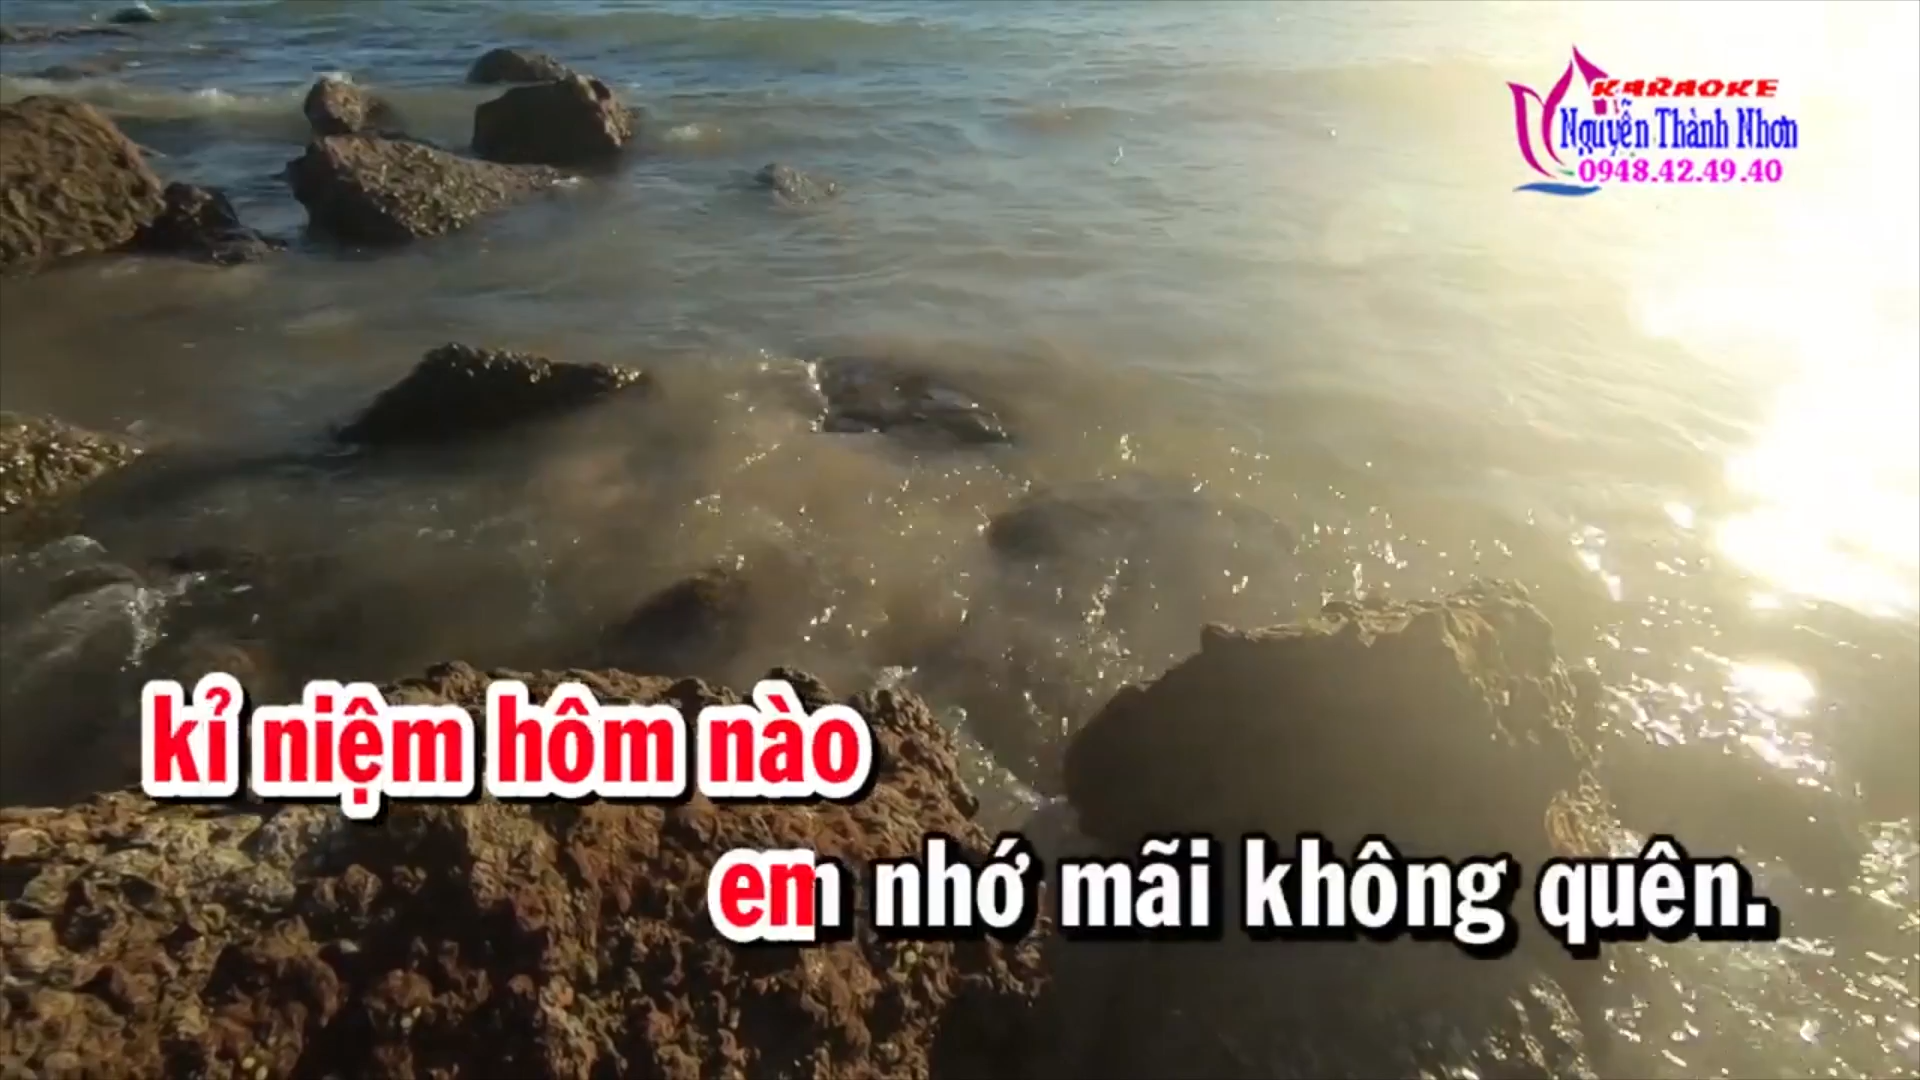 KARAOKE
Nguyễn Thành Nhơn
0948.42.49.40
kỉ niệm hôm nào
em nhớ mãi không quên.